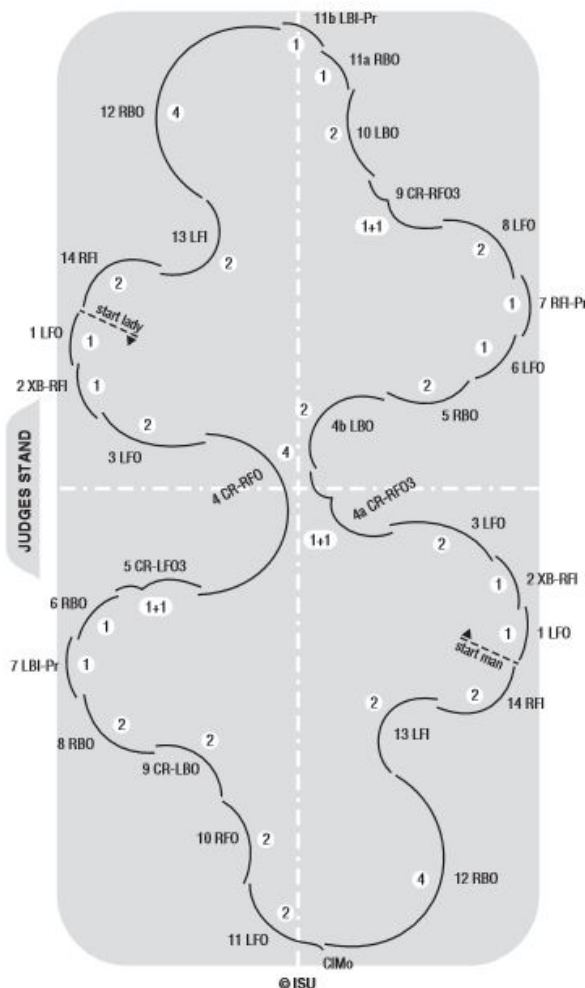 11b LBI-Pr
1
11a RBO
1
12 RBO
4
10 LBO
2
9 CR-RFO3
1+1
8 LFO
2
13 LFI
2
14 RFI
2
7 RFI-Pr
1
start lady
1 LFO
1
1
6 LFO
2 XB-RFI
1
2
5 RBO
2
4b LBO
3 LFO
2
4
4 CR-RFO
4a CR-RFO3
1+1
JUDGES STAND
3 LFO
2
5 CR-LFO3
1+1
2 XB-RFI
1
6 RBO
1
1 LFO
1
start man
7 LBI-Pr
1
14 RFI
2
2
13 LFI
8 RBO
2
2
9 CR-LBO
10 RFO
2
12 RBO
4
2
11 LFO
ClMo
© ISU